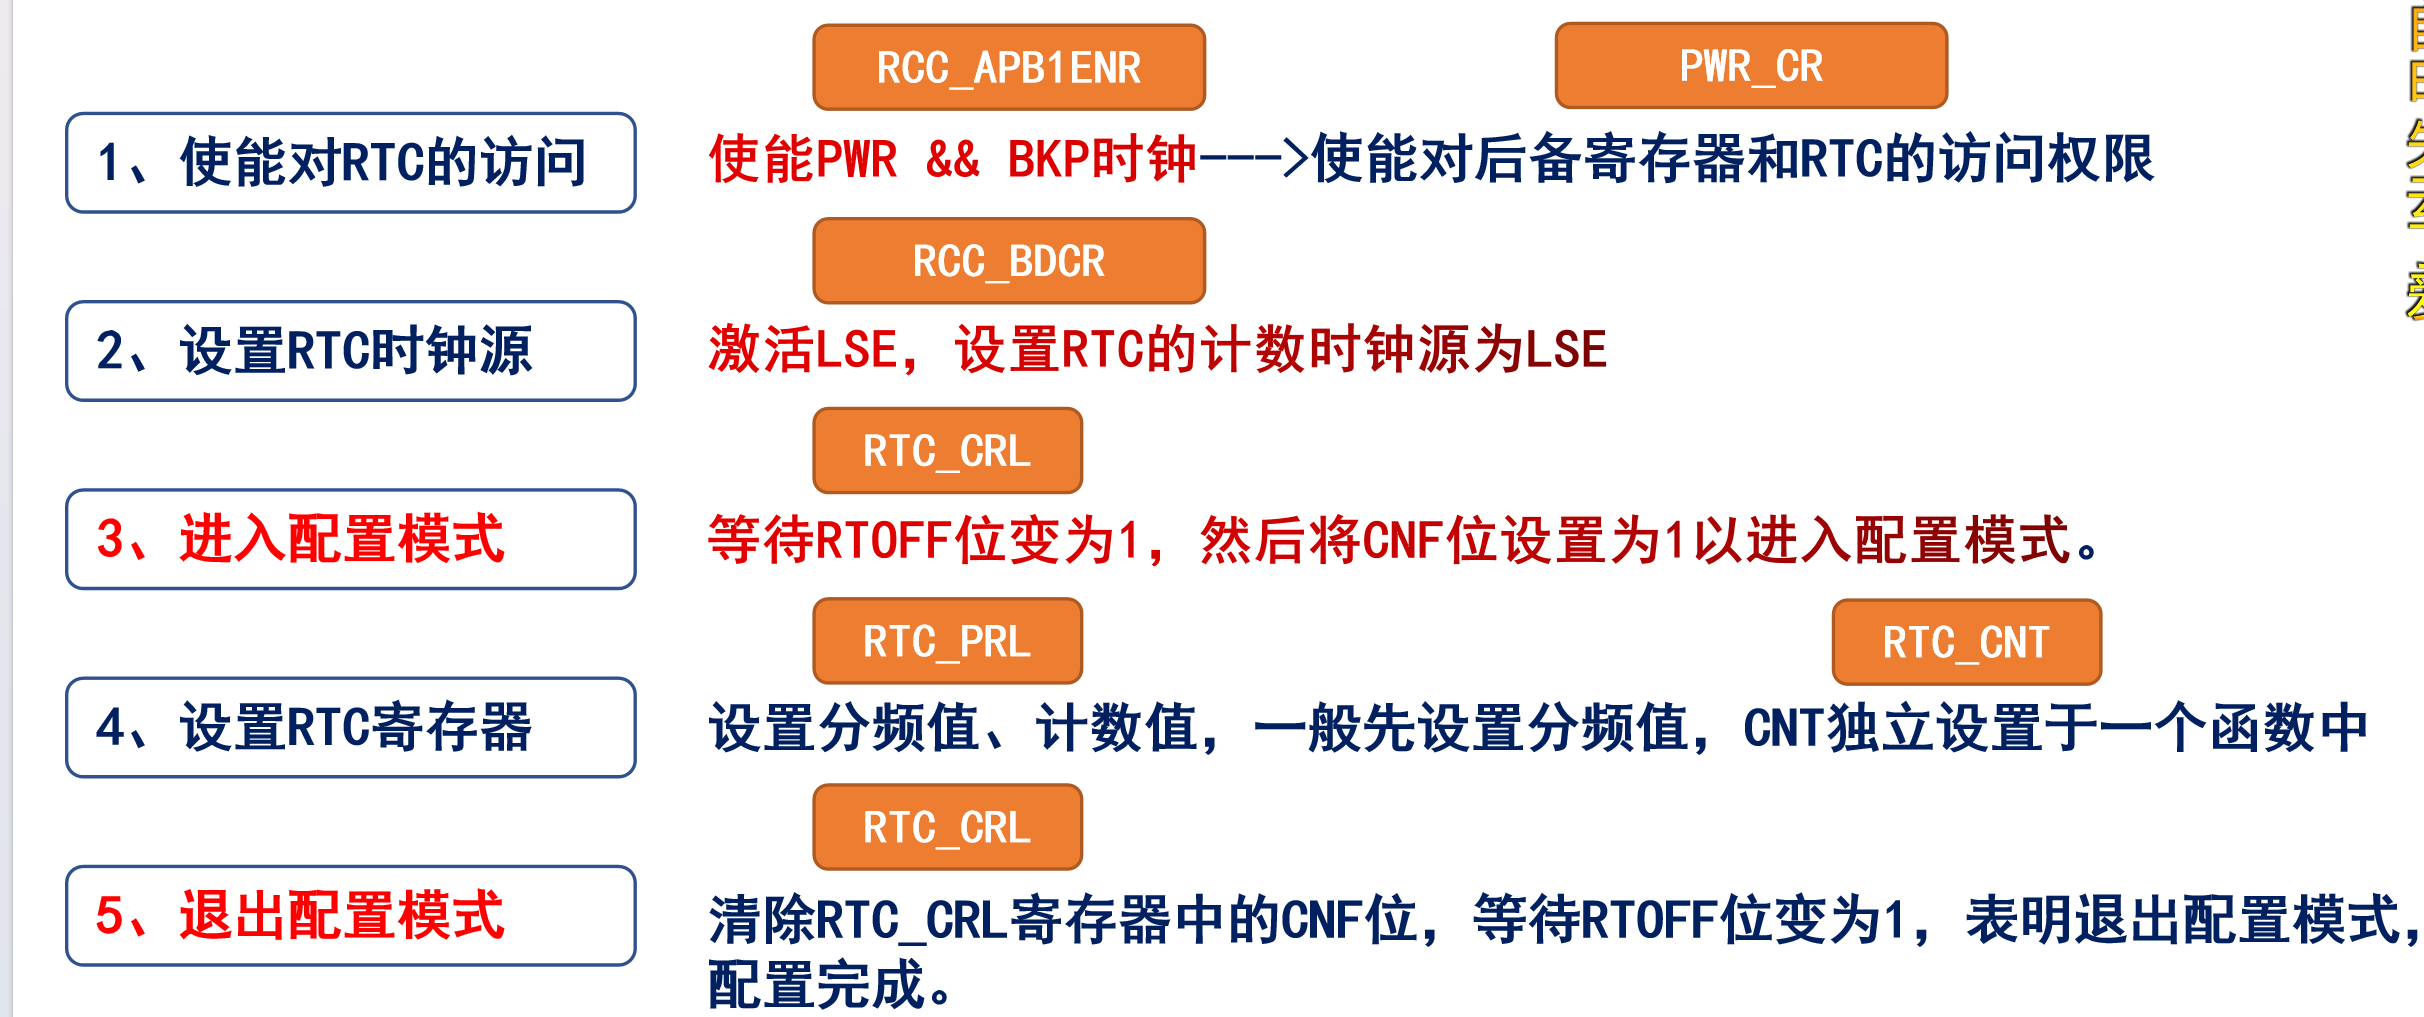 RCC_APB1ENR
PWR_CR
1、使能对RTC的访问
使能PWR && BKP时钟--->使能对后备寄存器和RTC的访问权限
RCC_BDCR
2、设置RTC时钟源
激活LSE，设置RTC的计数时钟源为LSE
RTC_CRL
3、进入配置模式
等待RTOFF位变为1，然后将CNF位设置为1以进入配置模式。
RTC_PRL
RTC_CNT
4、设置RTC寄存器
设置分频值、计数值，一般先设置分频值，CNT独立设置于一个函数中
RTC_CRL
5、退出配置模式
清除RTC_CRL寄存器中的CNF位，等待RTOFF位变为1，表明退出配置模式，
配置完成。